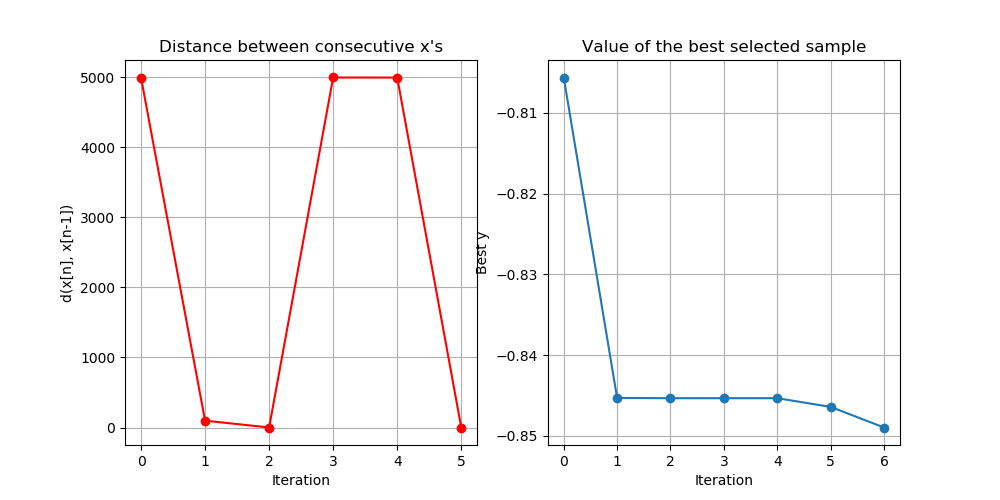 Distance between consecutive x's
5000
4000
3000
2000
1000
0
d(x[n], x[n-1])
0 1 2 3 4 5
Iteration
Value of the best selected sample
−0.81
−0.82
−0.83
−0.84
−0.85
Best y
0 1 2 3 4 5 6
Iteration